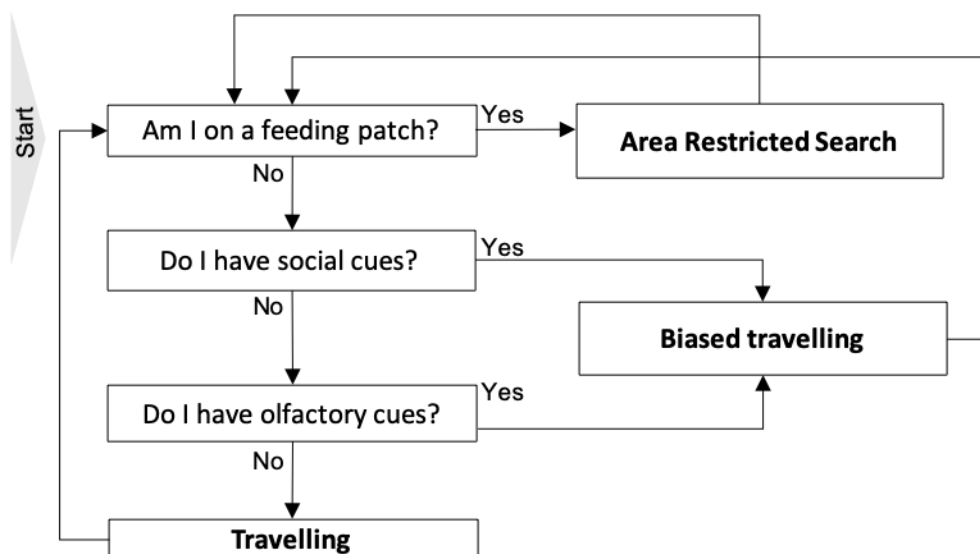 Start
Am I on a feeding patch?
Yes
Area Restricted Search
No
Do I have social cues?
Yes
No
Biased travelling
Do I have olfactory cues?
Yes
No
Travelling